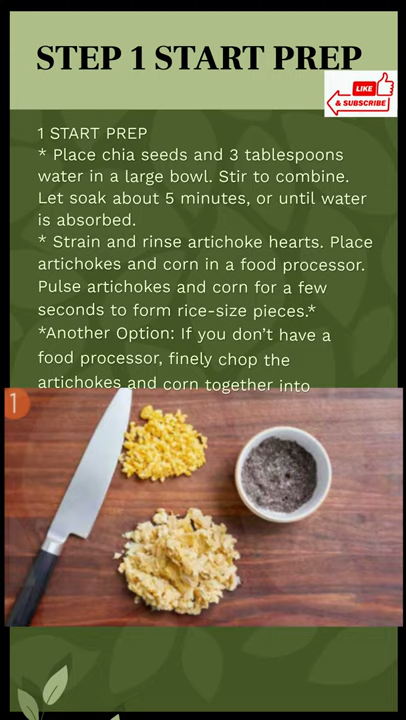 STEP 1 START PREP
LIKE
& SUBSCRIBE
1 START PREP
* Place chia seeds and 3 tablespoons
water in a large bowl. Stir to combine.
Let soak about 5 minutes, or until water
is absorbed.
* Strain and rinse artichoke hearts. Place
artichokes and corn in a food processor.
Pulse artichokes and corn for a few
seconds to form rice-size pieces.*
*Another Option: If you don’t have a
food processor, finely chop the
artichokes and corn together into
1